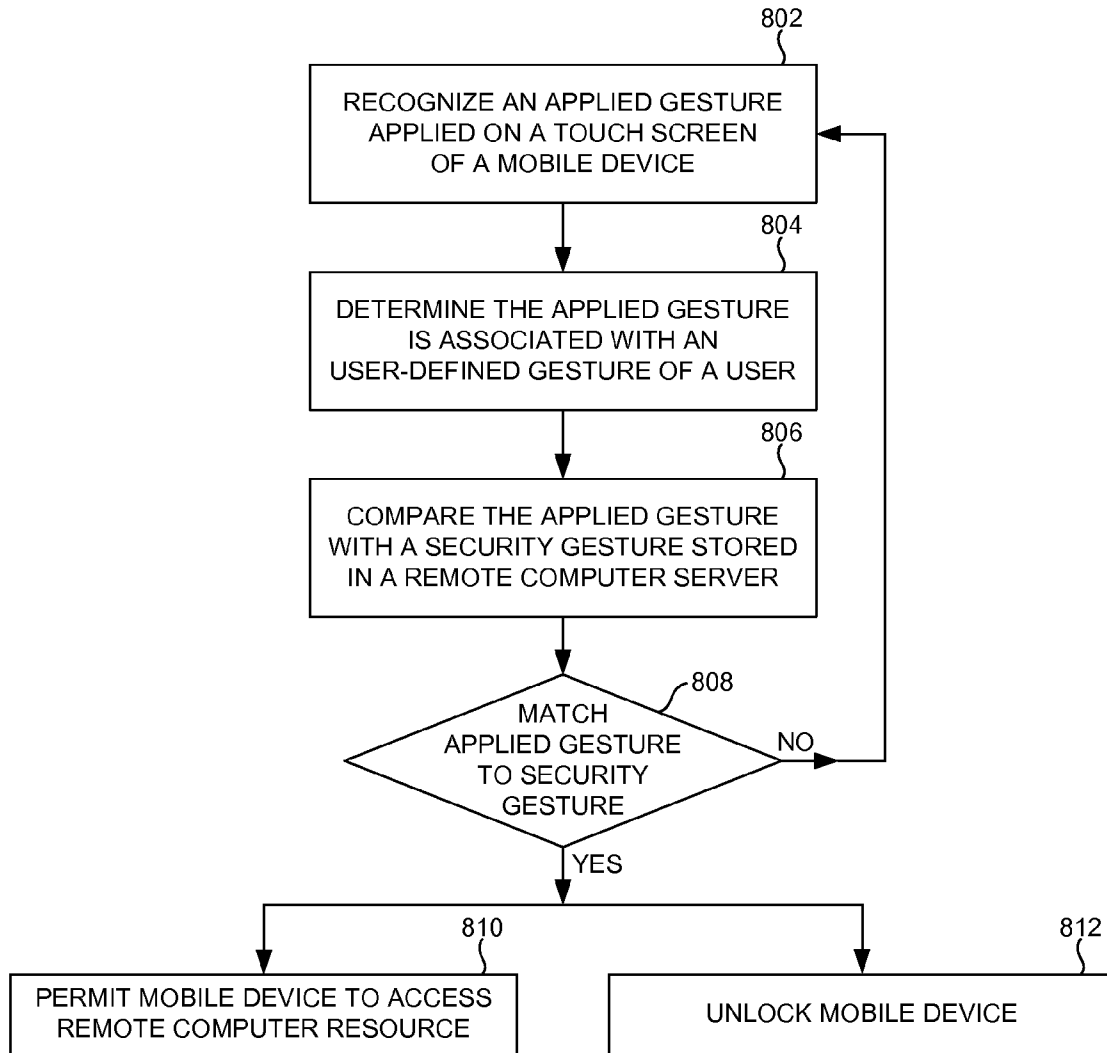 802
RECOGNIZE AN APPLIED GESTURE
APPLIED ON A TOUCH SCREEN
OF A MOBILE DEVICE
804
DETERMINE THE APPLIED GESTURE
IS ASSOCIATED WITH AN
USER-DEFINED GESTURE OF A USER
806
COMPARE THE APPLIED GESTURE
WITH A SECURITY GESTURE STORED
IN A REMOTE COMPUTER SERVER
808
MATCH
APPLIED GESTURE
TO SECURITY
GESTURE
NO
YES
810
PERMIT MOBILE DEVICE TO ACCESS
REMOTE COMPUTER RESOURCE
812
UNLOCK MOBILE DEVICE